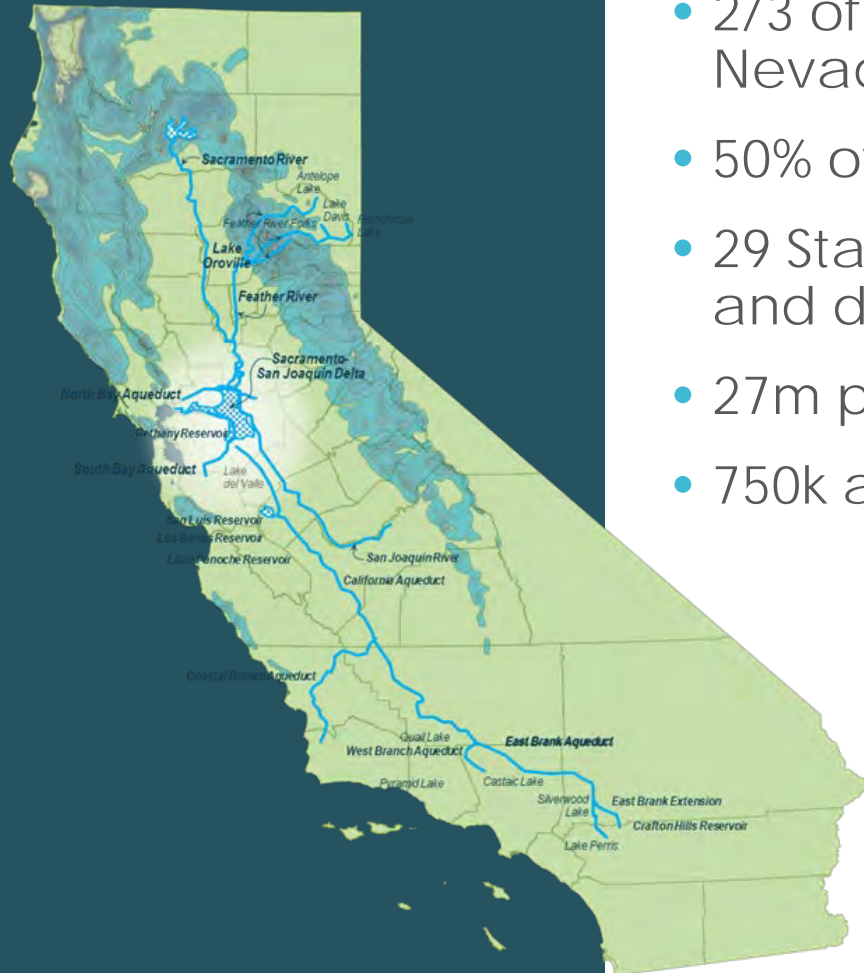 • 2/3 of
Nevad
• 50% o
• 29 Sta
and d
• 27m p
• 750k a
Sacramento River
Antelope
Lake
Lake
Davis
Frenchman
Lake
Feather River Forks
Lake
Oroville
Feather River
Sacramento-
San Joaquin Delta
North Bay Aqueduct
Bethany Reservoir
South Bay Aqueduct
Lake
del Valle
San Luis Reservoir
Los Banos Reservoir
Little Panoche Reservoir
San Joaquin River
California Aqueduct
Coastal Branch Aqueduct
Quail Lake
West Branch Aqueduct
East Brank Aqueduct
Pyramid Lake
Castaic Lake
Silverwood
Lake
East Brank Extension
Crafton Hills Reservoir
Lake Perris